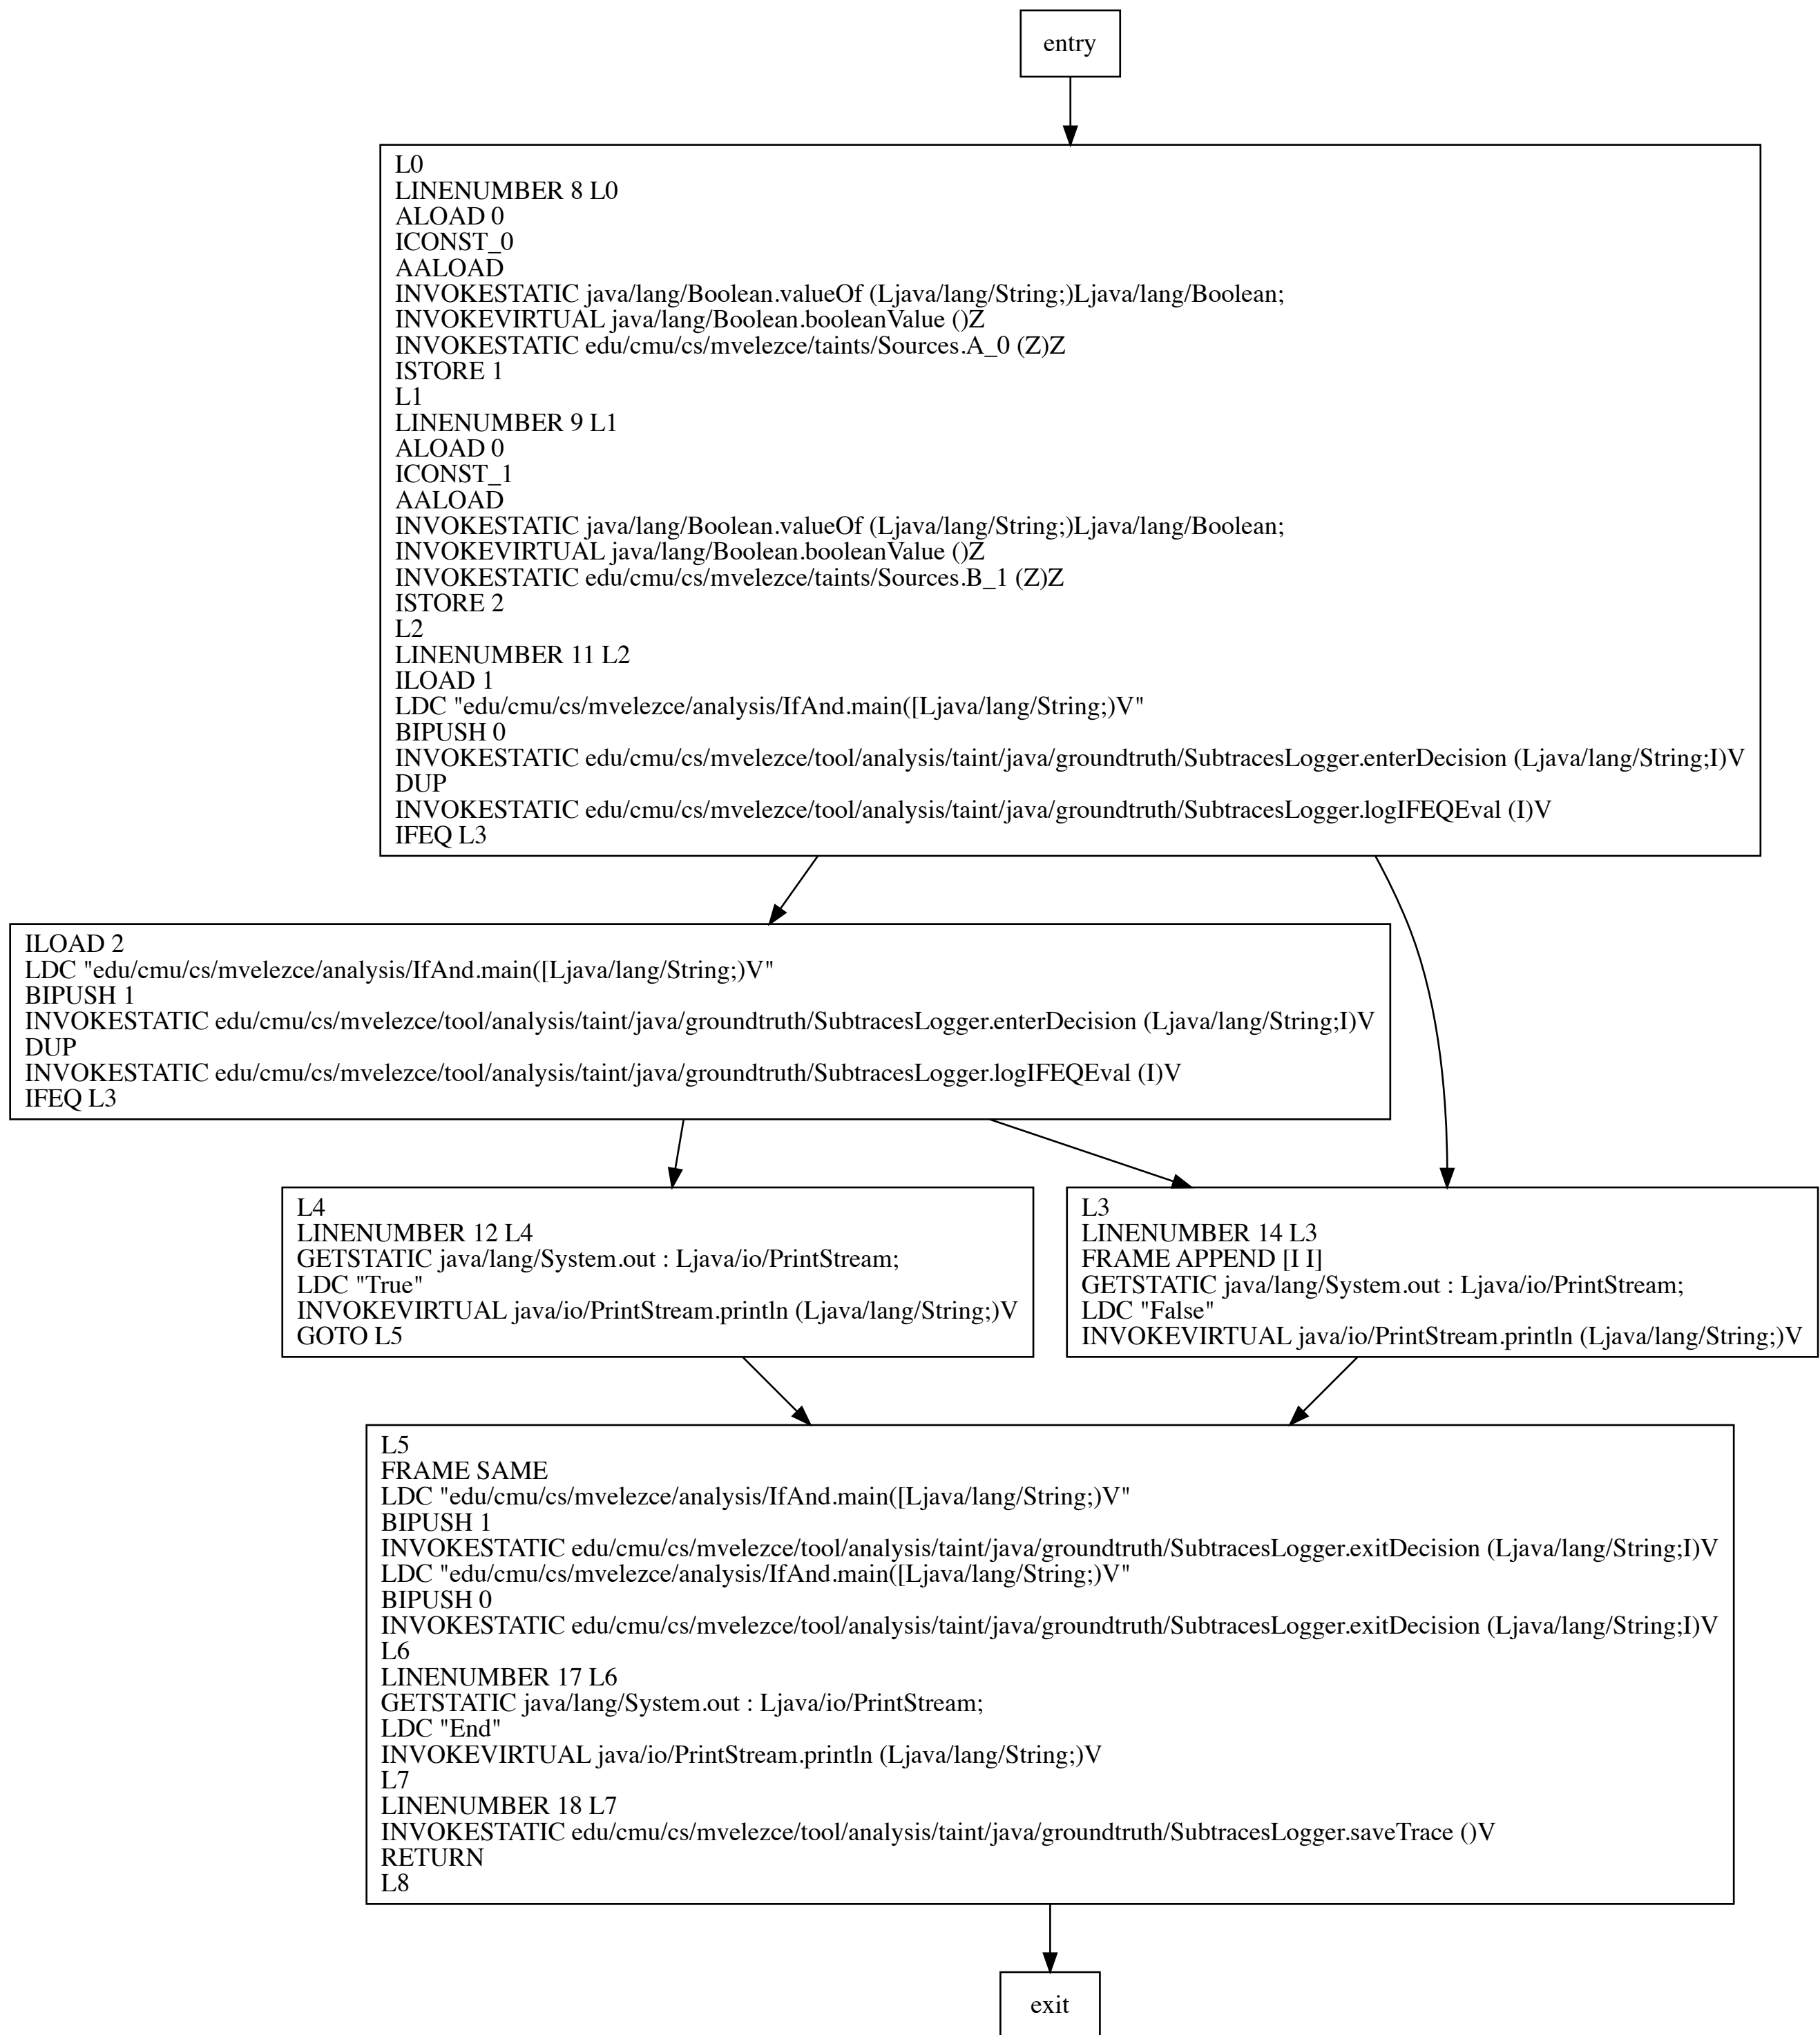 entry
L0
LINENUMBER 8 L0
ALOAD 0
ICONST_0
AALOAD
INVOKESTATIC java/lang/Boolean.valueOf (Ljava/lang/String;)Ljava/lang/Boolean;
INVOKEVIRTUAL java/lang/Boolean.booleanValue ()Z
INVOKESTATIC edu/cmu/cs/mvelezce/taints/Sources.A_0 (Z)Z
ISTORE 1
L1
LINENUMBER 9 L1
ALOAD 0
ICONST_1
AALOAD
INVOKESTATIC java/lang/Boolean.valueOf (Ljava/lang/String;)Ljava/lang/Boolean;
INVOKEVIRTUAL java/lang/Boolean.booleanValue ()Z
INVOKESTATIC edu/cmu/cs/mvelezce/taints/Sources.B_1 (Z)Z
ISTORE 2
L2
LINENUMBER 11 L2
ILOAD 1
LDC "edu/cmu/cs/mvelezce/analysis/IfAnd.main([Ljava/lang/String;)V"
BIPUSH 0
INVOKESTATIC edu/cmu/cs/mvelezce/tool/analysis/taint/java/groundtruth/SubtracesLogger.enterDecision (Ljava/lang/String;I)V
DUP
INVOKESTATIC edu/cmu/cs/mvelezce/tool/analysis/taint/java/groundtruth/SubtracesLogger.logIFEQEval (I)V
IFEQ L3
ILOAD 2
LDC "edu/cmu/cs/mvelezce/analysis/IfAnd.main([Ljava/lang/String;)V"
BIPUSH 1
INVOKESTATIC edu/cmu/cs/mvelezce/tool/analysis/taint/java/groundtruth/SubtracesLogger.enterDecision (Ljava/lang/String;I)V
DUP
INVOKESTATIC edu/cmu/cs/mvelezce/tool/analysis/taint/java/groundtruth/SubtracesLogger.logIFEQEval (I)V
IFEQ L3
L4
LINENUMBER 12 L4
GETSTATIC java/lang/System.out : Ljava/io/PrintStream;
LDC "True"
INVOKEVIRTUAL java/io/PrintStream.println (Ljava/lang/String;)V
GOTO L5
L3
LINENUMBER 14 L3
FRAME APPEND [I I]
GETSTATIC java/lang/System.out : Ljava/io/PrintStream;
LDC "False"
INVOKEVIRTUAL java/io/PrintStream.println (Ljava/lang/String;)V
L5
FRAME SAME
LDC "edu/cmu/cs/mvelezce/analysis/IfAnd.main([Ljava/lang/String;)V"
BIPUSH 1
INVOKESTATIC edu/cmu/cs/mvelezce/tool/analysis/taint/java/groundtruth/SubtracesLogger.exitDecision (Ljava/lang/String;I)V
LDC "edu/cmu/cs/mvelezce/analysis/IfAnd.main([Ljava/lang/String;)V"
BIPUSH 0
INVOKESTATIC edu/cmu/cs/mvelezce/tool/analysis/taint/java/groundtruth/SubtracesLogger.exitDecision (Ljava/lang/String;I)V
L6
LINENUMBER 17 L6
GETSTATIC java/lang/System.out : Ljava/io/PrintStream;
LDC "End"
INVOKEVIRTUAL java/io/PrintStream.println (Ljava/lang/String;)V
L7
LINENUMBER 18 L7
INVOKESTATIC edu/cmu/cs/mvelezce/tool/analysis/taint/java/groundtruth/SubtracesLogger.saveTrace ()V
RETURN
L8
exit